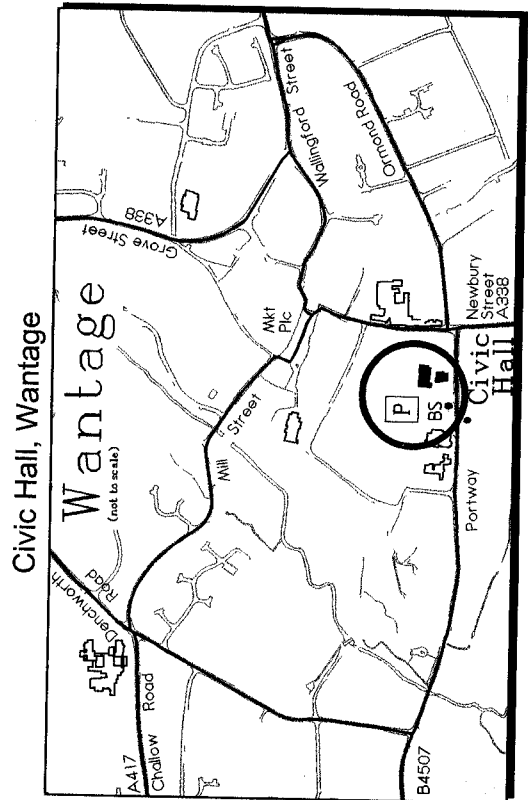 Civic Hall, Wantage
Wantage
(not to scale)
A417
Challow Road
Denchworth
Road
Mill Street
Mkt
Plc
Grove Street
A338
Wallingford Street
Ormond Road
Newbury
Street
A338
P
BS
Civic
Hall
Portway
B4507